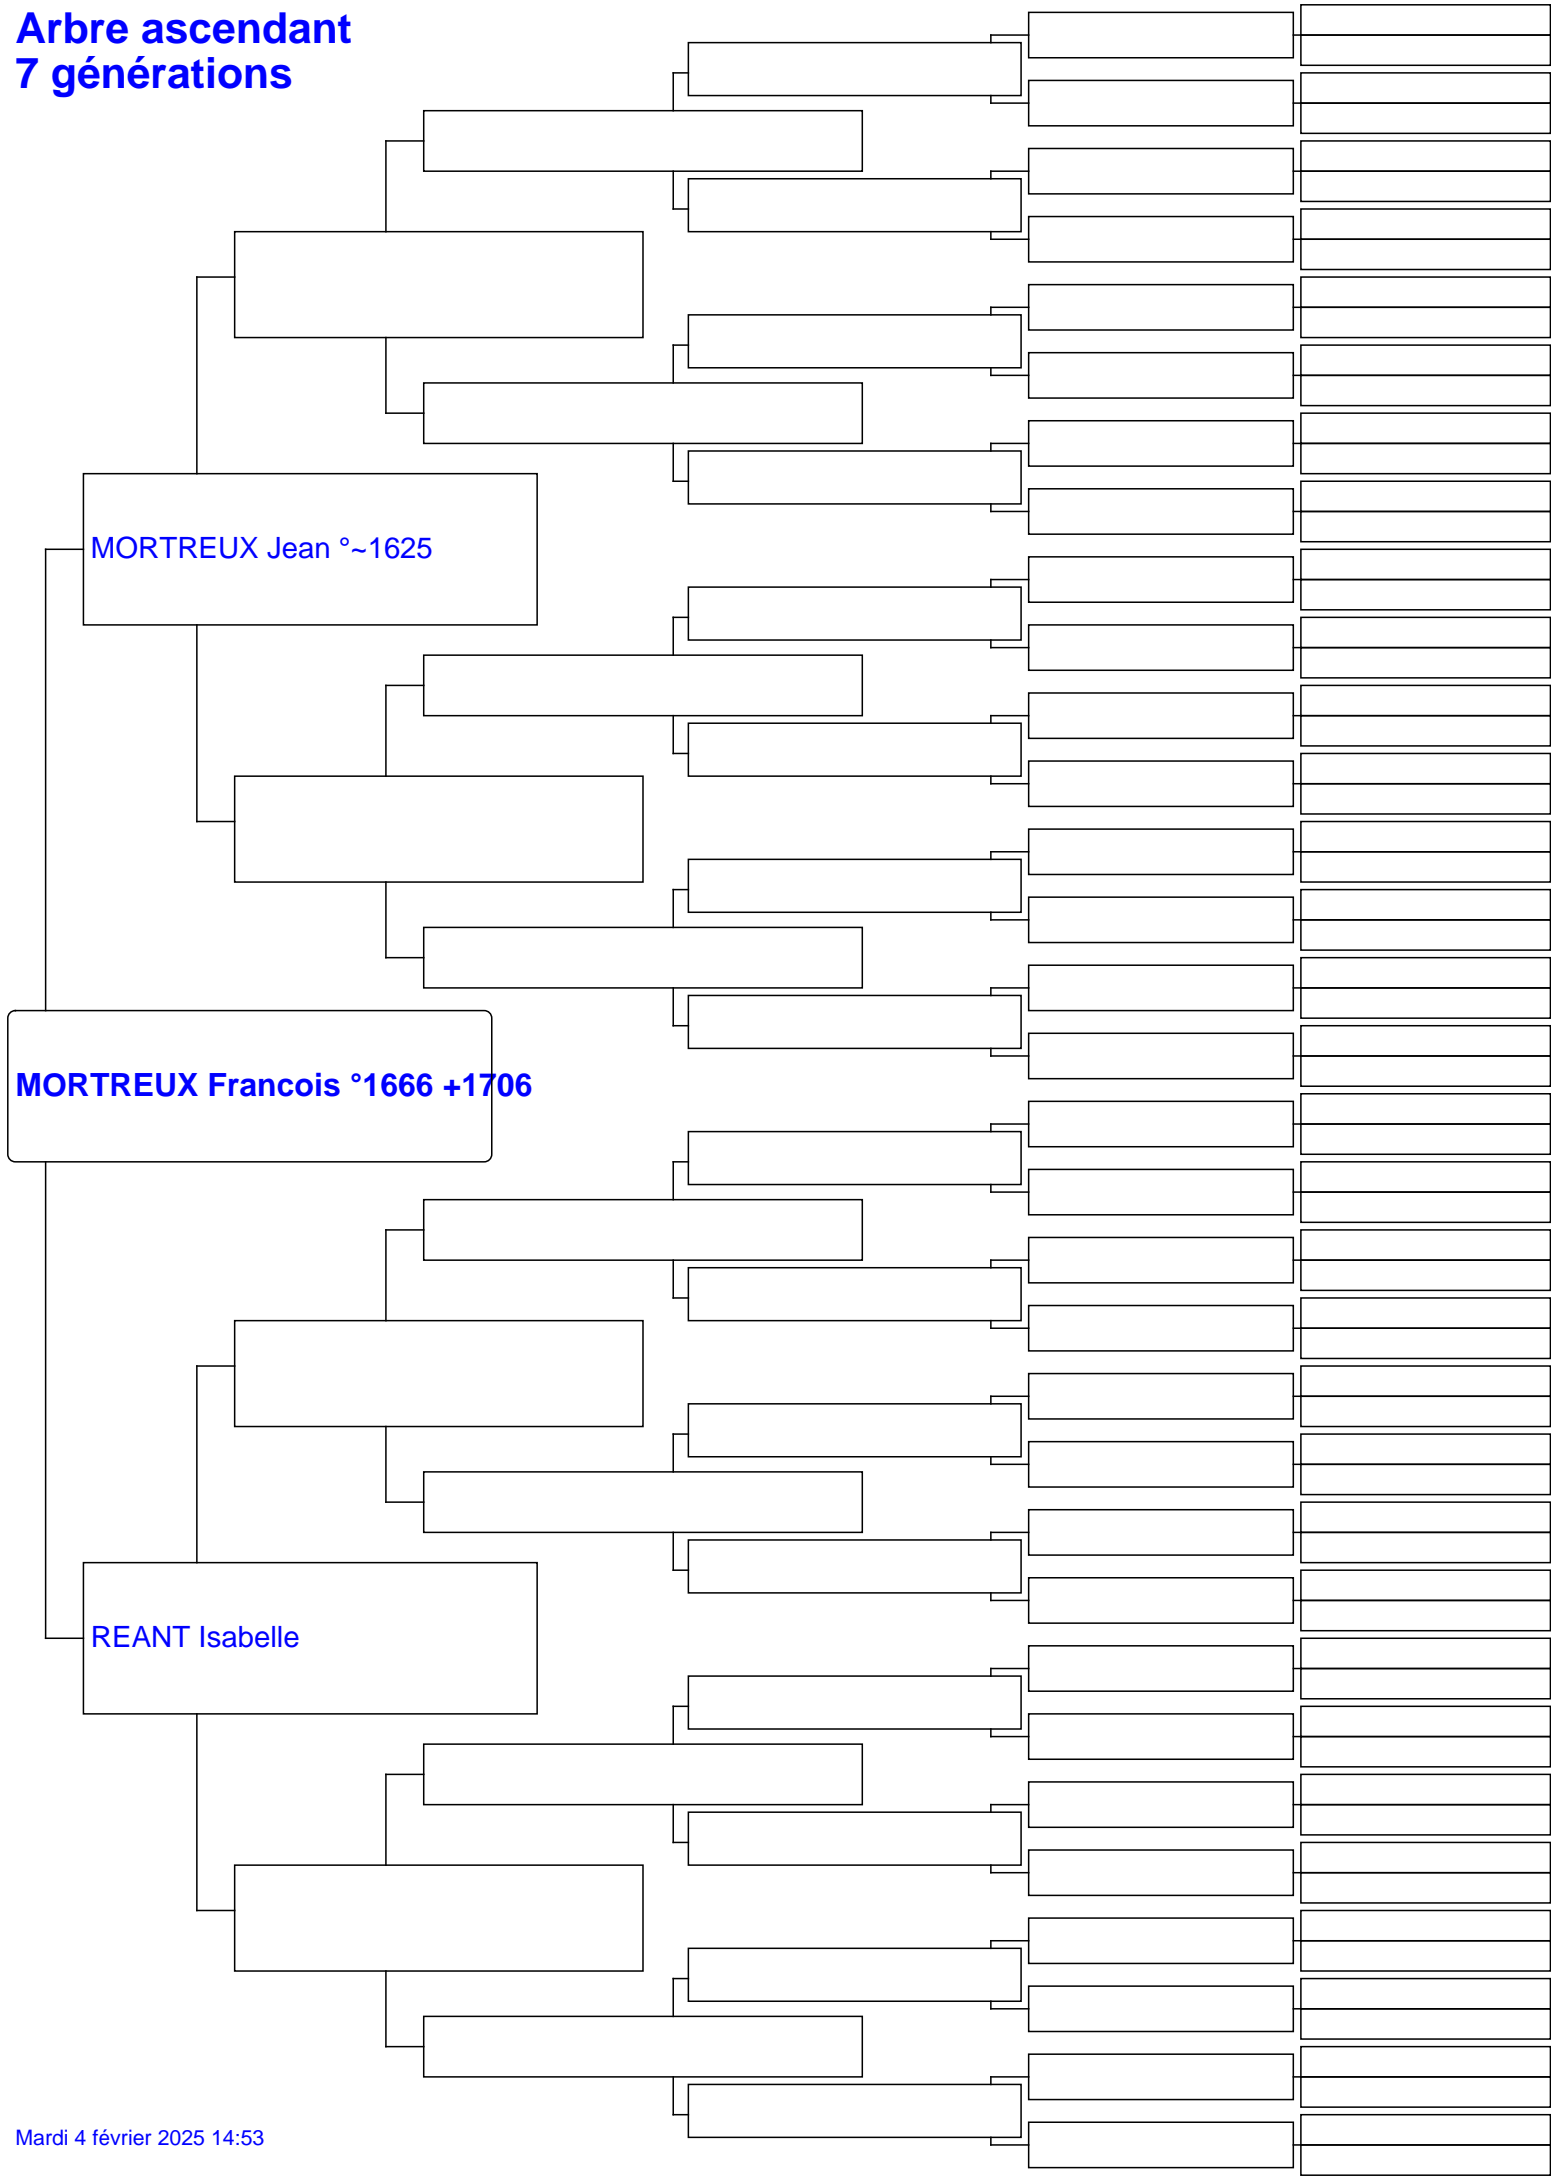 Arbre ascendant
7 générations
MORTREUX Jean °~1625
MORTREUX Francois °1666 +1706
REANT Isabelle
Mardi 4 février 2025 14:53